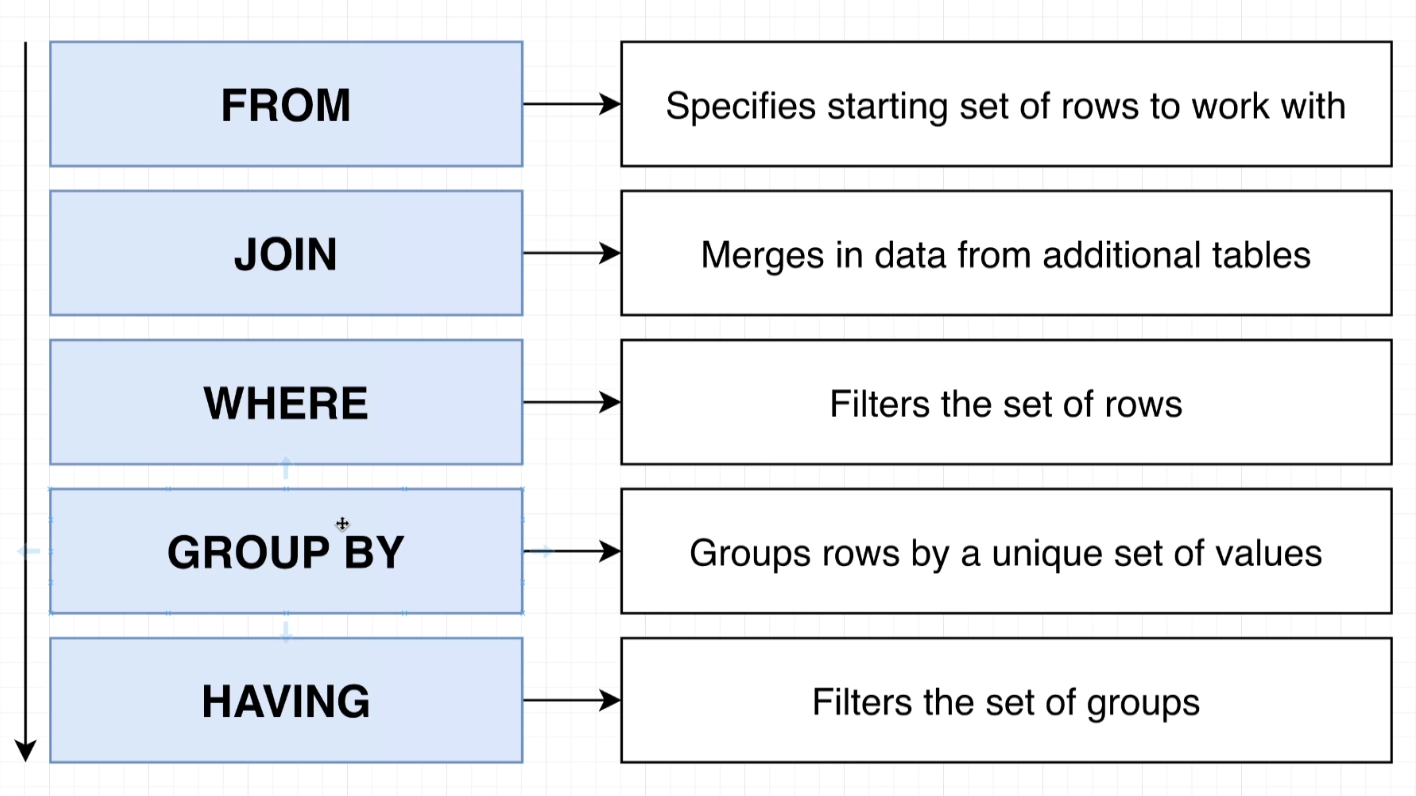 FROM
Specifies starting set of rows to work with
JOIN
Merges in data from additional tables
WHERE
Filters the set of rows
GROUP BY
Groups rows by a unique set of values
HAVING
Filters the set of groups